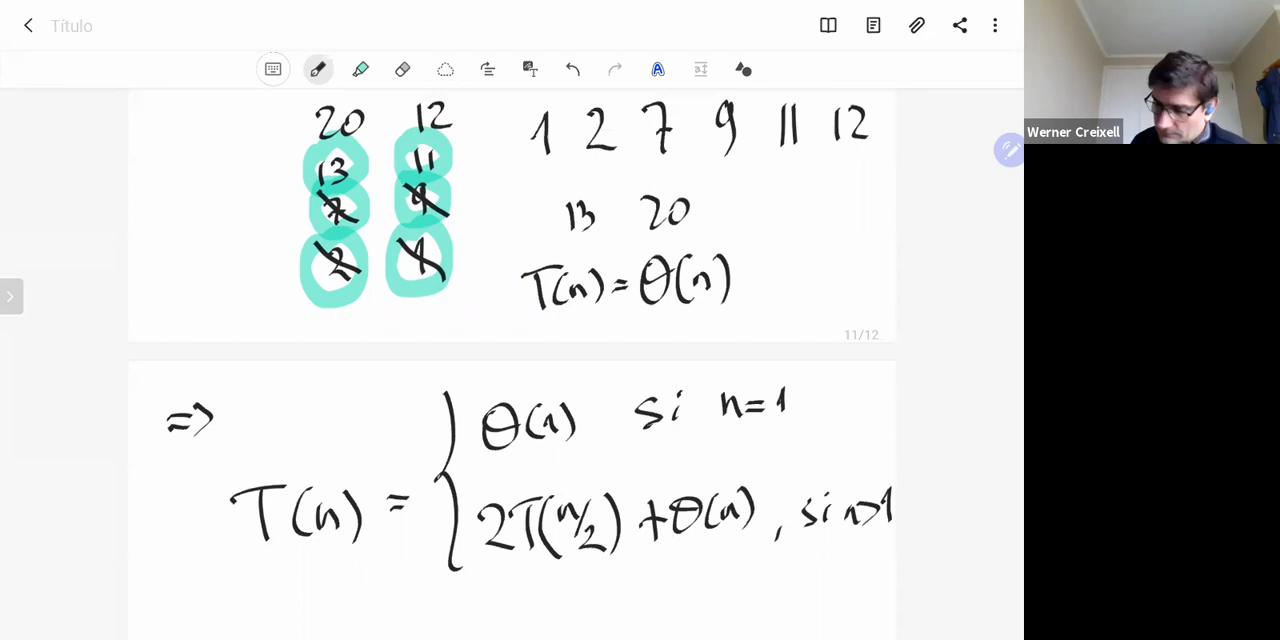 Título
20 12 1 2 7 9 11 12
13 11
7 9 13 20
2 1
T(n) = Θ(n)
11/12
Werner Creixell
=> Θ(1) si n=1
T(n) = { 2T(n/2) + Θ(n), si n>1